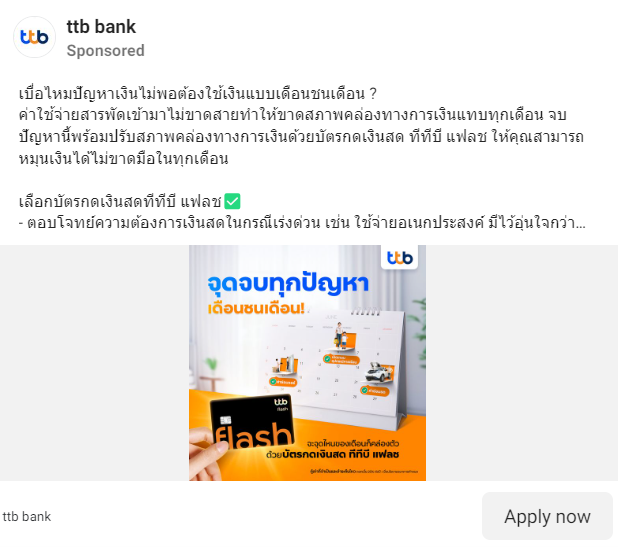 ttb
ttb bank
Sponsored
เบื่อไหมปัญหาเงินไม่พอต้องใช้เงินแบบเดือนชนเดือน ?
ค่าใช้จ่ายสารพัดเข้ามาไม่ขาดสายทำให้ขาดสภาพคล่องทางการเงินแทบทุกเดือน จบ
ปัญหานี้พร้อมปรับสภาพคล่องทางการเงินด้วยบัตรกดเงินสด ทีทีบี แฟลช ให้คุณสามารถ
หมุนเงินได้ไม่ขาดมือในทุกเดือน
เลือกบัตรกดเงินสดทีทีบี แฟลช✅
- ตอบโจทย์ความต้องการเงินสดในกรณีเร่งด่วน เช่น ใช้จ่ายอเนกประสงค์ มีไว้อุ่นใจกว่า...
ttb
จุดจบทุกปัญหา
เดือนชนเดือน!
ttb
flash
flash
ฉะฉุดไหนของเดือนก็คล่องตัว
ด้วยบัตรกดเงินสด ทีทีบี แฟลช
ttb bank
Apply now